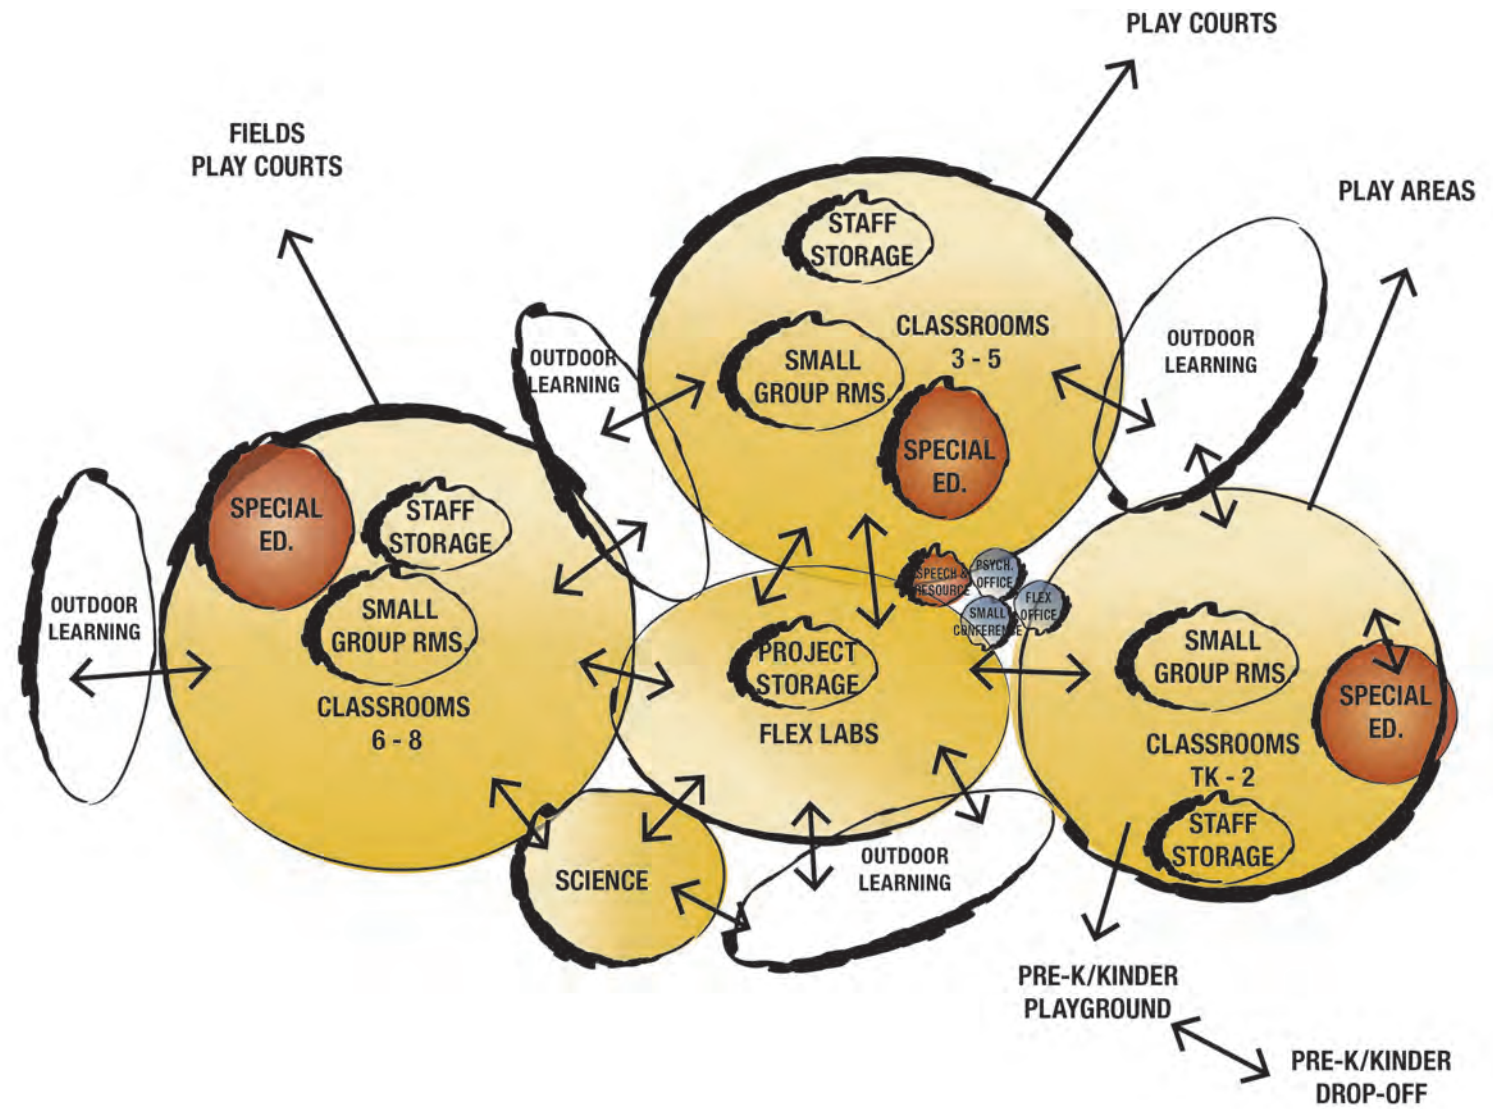 PLAY COURTS
FIELDS
PLAY COURTS
PLAY AREAS
STAFF
STORAGE
CLASSROOMS
3 - 5
SMALL
GROUP RMS.
SPECIAL
ED.
OUTDOOR
LEARNING
OUTDOOR
LEARNING
SPECIAL
ED.
STAFF
STORAGE
SMALL
GROUP RMS.
CLASSROOMS
6 - 8
OUTDOOR
LEARNING
SPEECH &
RESOURCE
PSYCH.
OFFICE
FLEX
OFFICE
SMALL
CONFERENCE
PROJECT
STORAGE
FLEX LABS
SMALL
GROUP RMS.
SPECIAL
ED.
CLASSROOMS
TK - 2
STAFF
STORAGE
SCIENCE
OUTDOOR
LEARNING
PRE-K/KINDER
PLAYGROUND
PRE-K/KINDER
DROP-OFF